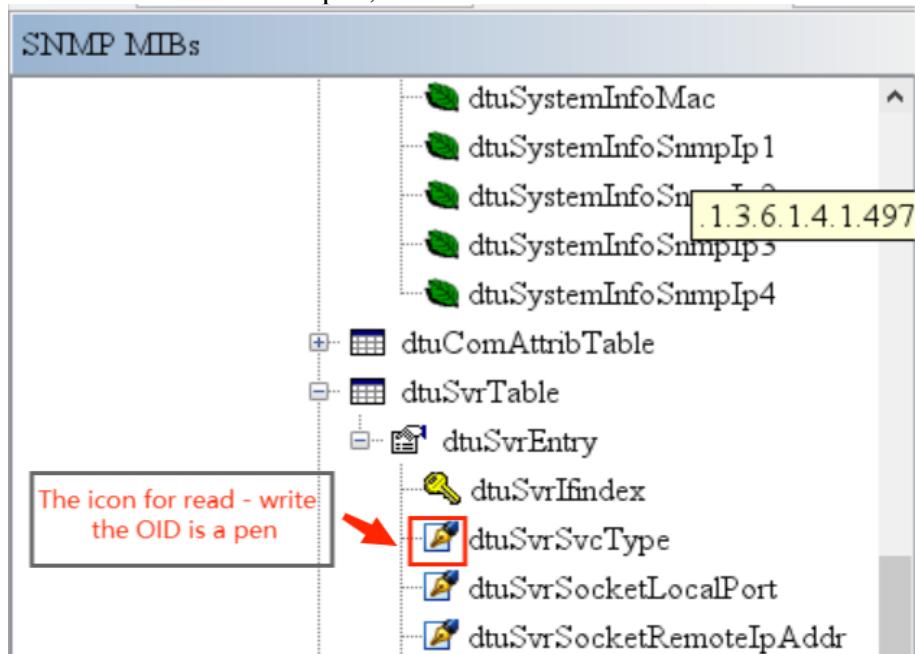 SNMP MIBs
dtuSystemInfoMac
dtuSystemInfoSnmpIp1
.1.3.6.1.4.1.497
dtuSystemInfoSnmpIp3
dtuSystemInfoSnmpIp4
dtuComAttribTable
dtuSvrTable
dtuSvrEntry
dtuSvrIfindex
The icon for read - write
the OID is a pen
dtuSvrSvcType
dtuSvrSocketLocalPort
dtuSvrSocketRemoteIpAddr